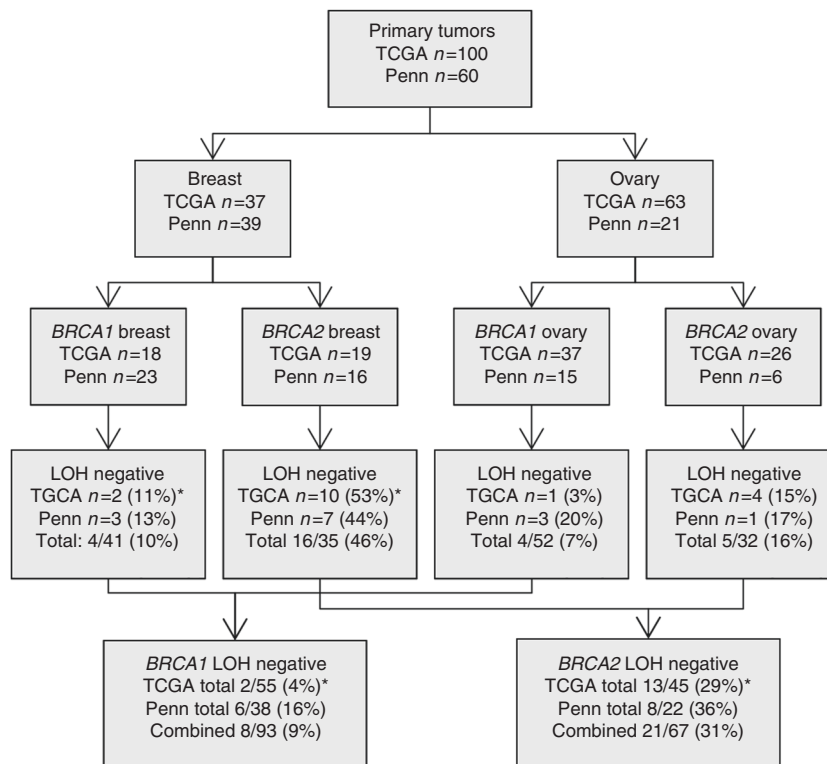 Primary tumors
TCGA n=100
Penn n=60
Breast
TCGA n=37
Penn n=39
Ovary
TCGA n=63
Penn n=21
BRCA1 breast
TCGA n=18
Penn n=23
BRCA2 breast
TCGA n=19
Penn n=16
BRCA1 ovary
TCGA n=37
Penn n=15
BRCA2 ovary
TCGA n=26
Penn n=6
LOH negative
TGCA n=2 (11%)*
Penn n=3 (13%)
Total: 4/41 (10%)
LOH negative
TGCA n=10 (53%)*
Penn n=7 (44%)
Total 16/35 (46%)
LOH negative
TGCA n=1 (3%)
Penn n=3 (20%)
Total 4/52 (7%)
LOH negative
TGCA n=4 (15%)
Penn n=1 (17%)
Total 5/32 (16%)
BRCA1 LOH negative
TCGA total 2/55 (4%)*
Penn total 6/38 (16%)
Combined 8/93 (9%)
BRCA2 LOH negative
TCGA total 13/45 (29%)*
Penn total 8/22 (36%)
Combined 21/67 (31%)